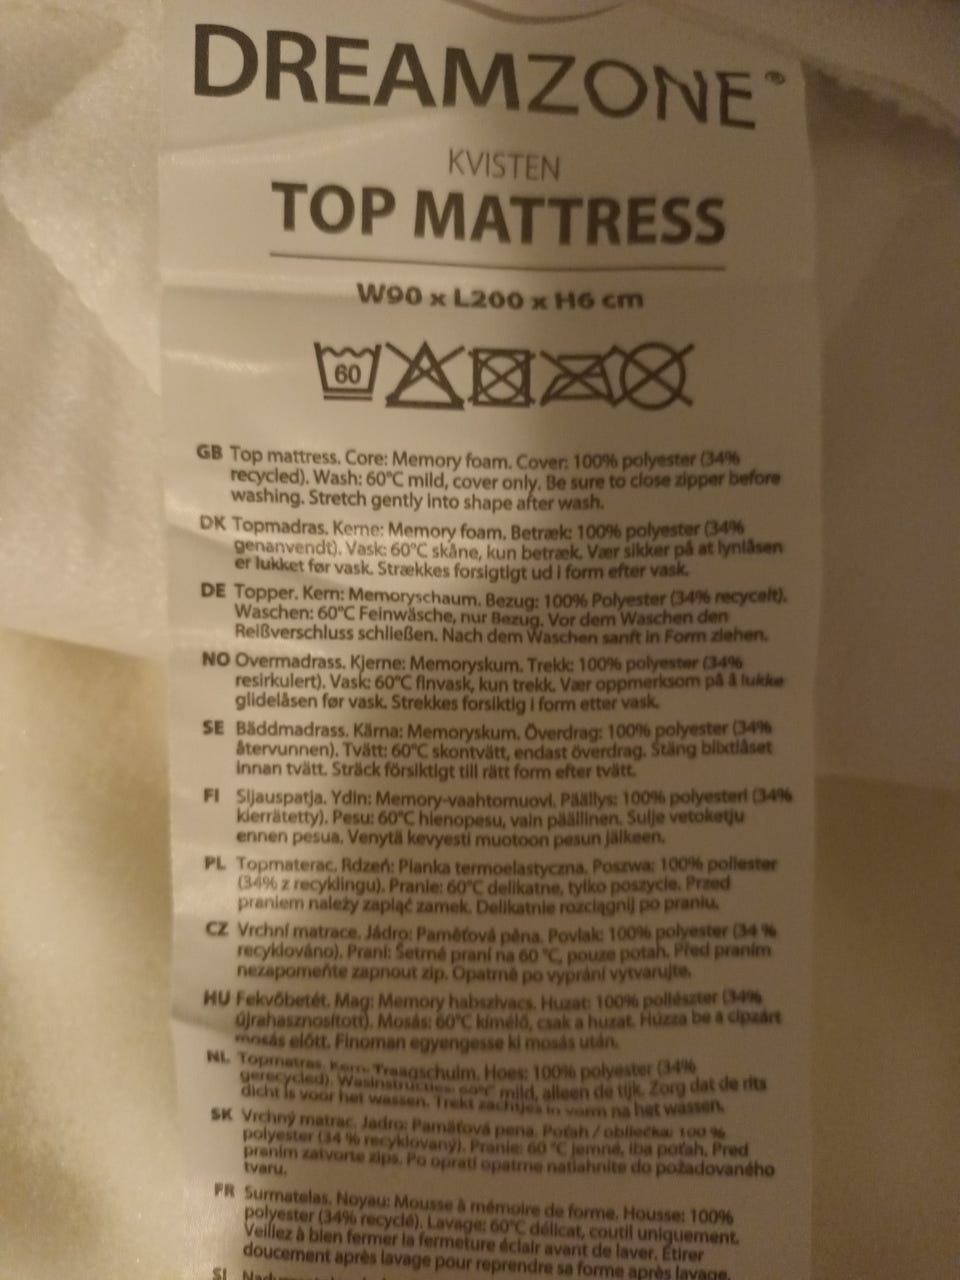 DREAMZONE®
KVISTEN
TOP MATTRESS
W90 x L200 x H6 cm
60
GB Top mattress. Core: Memory foam. Cover: 100% polyester (34%
recycled). Wash: 60°C mild, cover only. Be sure to close zipper before
washing. Stretch gently into shape after wash.
DK Topmadras. Kerne: Memory foam. Betræk: 100% polyester (34%
genanvendt). Vask: 60°C skåne, kun betræk. Vær sikker på at lynlåsen
er lukket før vask. Strækkes forsigtigt ud i form efter vask.
DE Topper. Kern: Memoryschaum. Bezug: 100% Polyester (34% recycelt).
Waschen: 60°C Feinwäsche, nur Bezug. Vor dem Waschen den
Reißverschluss schließen. Nach dem Waschen sanft in Form ziehen.
NO Overmadrass. Kjerne: Memoryskum. Trekk: 100% polyester (34%
resirkulert). Vask: 60°C finvask, kun trekk. Vær oppmerksom på å lukke
glidelåsen før vask. Strekkes forsiktig i form etter vask.
SE Bäddmadrass. Kärna: Memoryskum. Överdrag: 100% polyester (34%
återvunnen). Tvätt: 60°C skontvätt, endast överdrag. Stäng blixtlåset
innan tvätt. Sträck försiktigt till rätt form efter tvätt.
FI Sijauspatja. Ydin: Memory-vaahtomuovi. Päällys: 100% polyesteri (34%
kierrätetty). Pesu: 60°C hienopesu, vain päällinen. Sulje vetoketju
ennen pesua. Venytä kevyesti muotoon pesun jälkeen.
PL Topmaterac. Rdzeń: Pianka termoelastyczna. Poszwa: 100% poliester
(34% z recyklingu). Pranie: 60°C delikatne, tylko poszycie. Przed
praniem należy zapiąć zamek. Delikatnie rozciągnij po praniu.
CZ Vrchní matrace. Jádro: Paměťová pěna. Povlak: 100% polyester (34 %
recyklováno). Praní: Šetrné praní na 60 °C, pouze potah. Před praním
nezapomeňte zapnout zip. Opatrně po vyprání vytvarujte.
HU Fekvőbetét. Mag: Memory habszivacs. Huzat: 100% poliészter (34%
újrahasznosított). Mosás: 60°C kímélő, csak a huzat. Húzza be a cipzárt
mosás előtt. Finoman egyengesse ki mosás után.
NL Topmatras. Kern: Traagschuim. Hoes: 100% polyester (34%
gerecycled). Wasinstructies: 60°C mild, alleen de tijk. Zorg dat de rits
dicht is voor het wassen. Trekt zachtjes in vorm na het wassen.
SK Vrchný matrac. Jadro: Pamäťová pena. Poťah / obliečka: 100 %
polyester (34 % recyklovaný). Pranie: 60 °C jemné, iba poťah. Pred
praním zatvorte zips. Po opratí opatrne natiahnite do požadovaného
tvaru.
FR Surmatelas. Noyau: Mousse à mémoire de forme. Housse: 100%
polyester (34% recyclé). Lavage: 60°C délicat, coutil uniquement.
Veillez à bien fermer la fermeture éclair avant de laver. Étirer
doucement après lavage pour reprendre sa forme après lavage.
SI